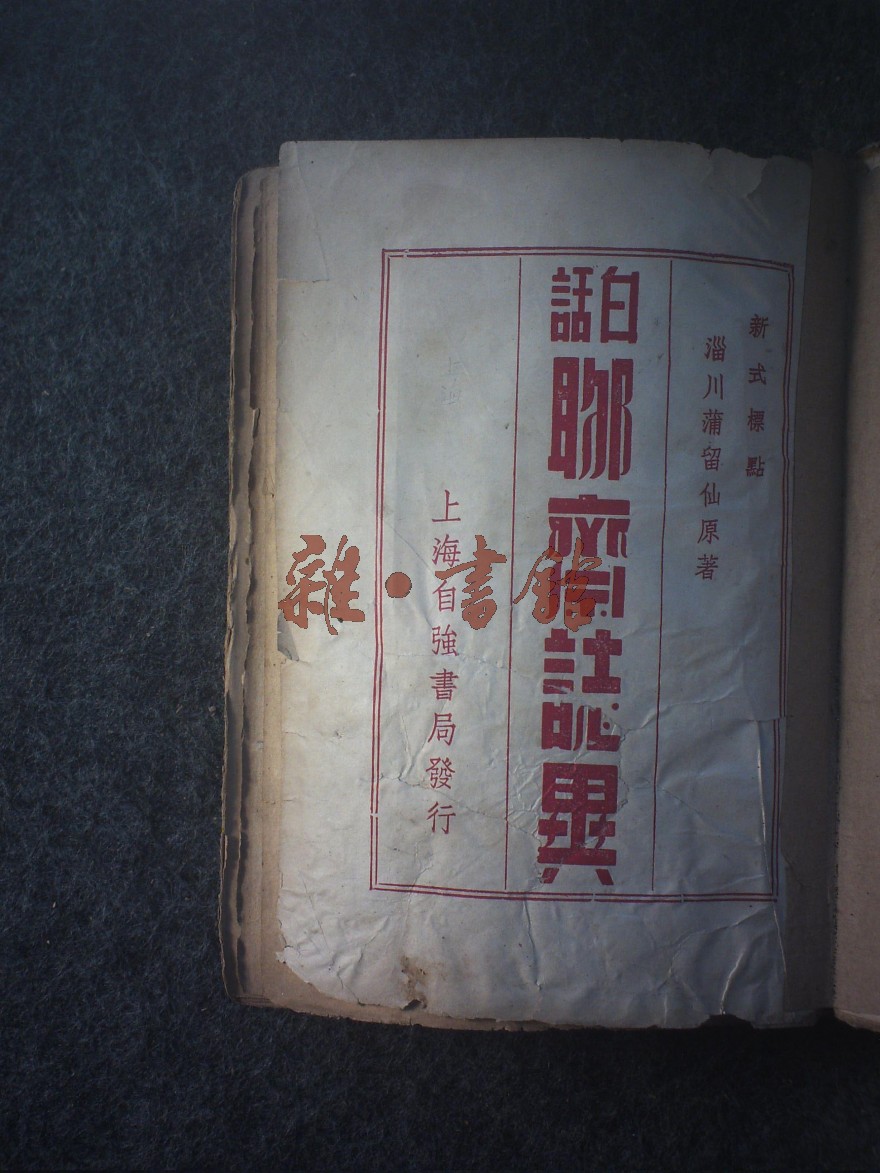 新式標點
淄川蒲留仙原著
白話
聊齋誌異
上海自強書局發行
雜·書館